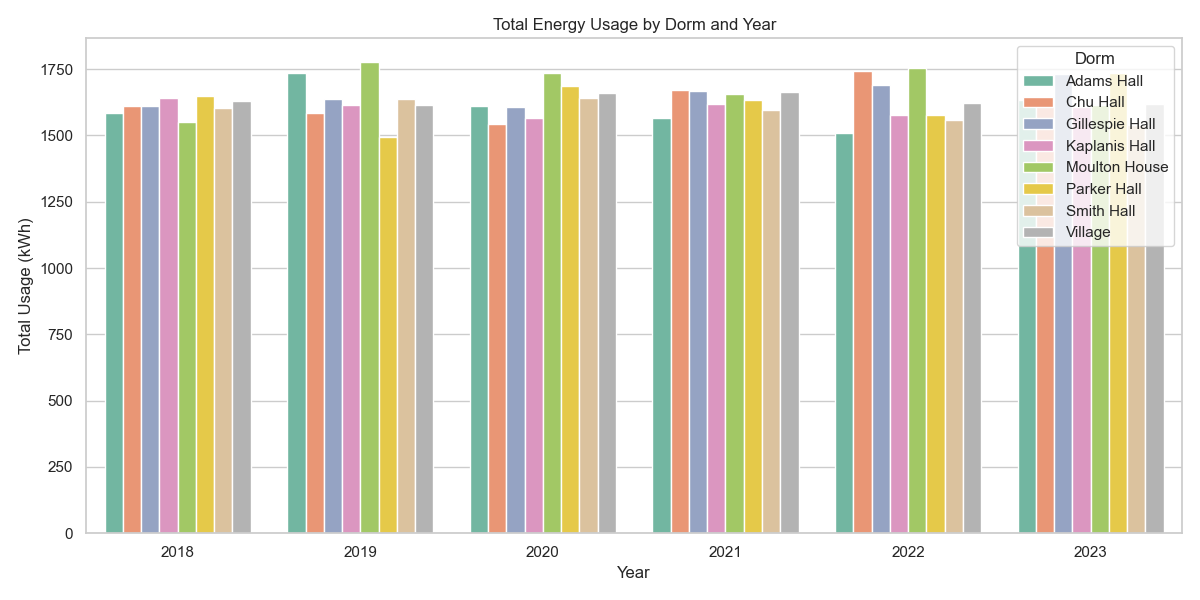 Total Energy Usage by Dorm and Year
Total Usage (kWh)
1750
1500
1250
1000
750
500
250
0
2018
2019
2020
2021
2022
2023
Year
Dorm
Adams Hall
Chu Hall
Gillespie Hall
Kaplanis Hall
Moulton House
Parker Hall
Smith Hall
Village